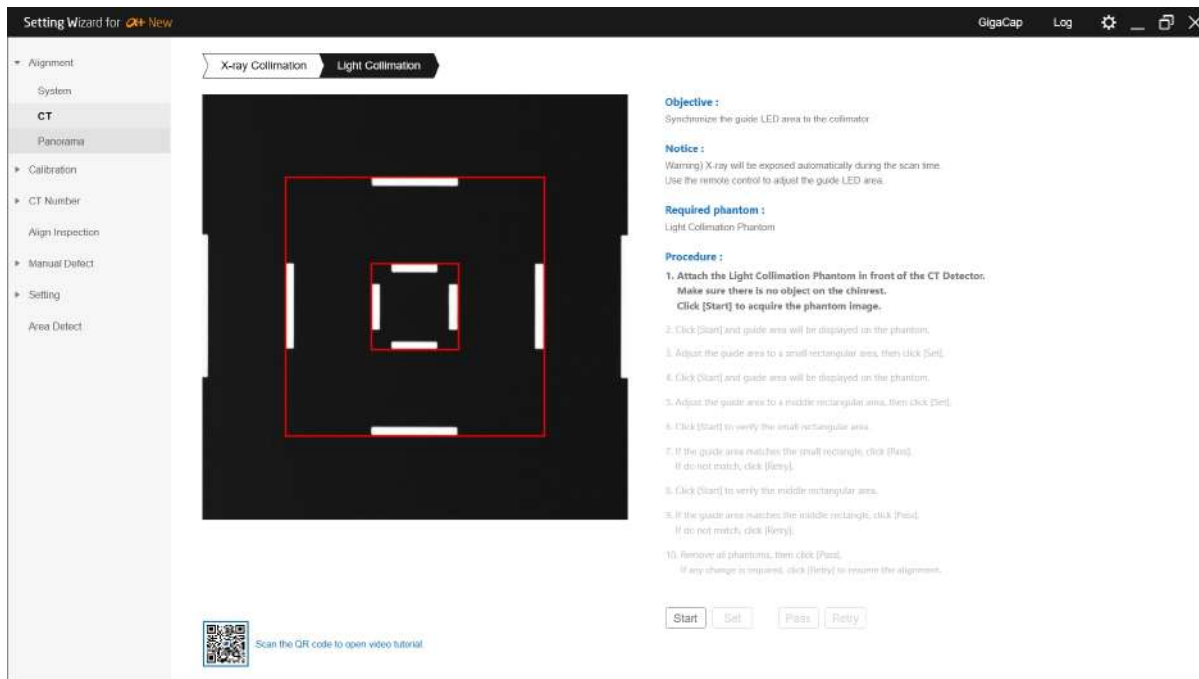 Setting Wizard for α+ New
GigaCap Log
Alignment
System
CT
Panorama
Calibration
CT Number
Align Inspection
Manual Defect
Setting
Area Detect
X-ray Collimation Light Collimation
Objective :
Synchronize the guide LED area to the collimator
Notice :
Warning) X-ray will be exposed automatically during the scan time.
Use the remote control to adjust the guide LED area.
Required phantom :
Light Collimation Phantom
Procedure :
1. Attach the Light Collimation Phantom in front of the CT Detector.
Make sure there is no object on the chinrest.
Click [Start] to acquire the phantom image.
2. Click [Start] and guide area will be displayed on the phantom.
3. Adjust the guide area to a small rectangular area, then click [Set].
4. Click [Start] and guide area will be displayed on the phantom.
5. Adjust the guide area to a middle rectangular area, then click [Set].
6. Click [Start] to verify the small rectangular area.
7. If the guide area matches the small rectangle, click [Pass].
If do not match, click [Retry].
8. Click [Start] to verify the middle rectangular area.
9. If the guide area matches the middle rectangle, click [Pass].
If do not match, click [Retry].
10. Remove all phantoms, then click [Pass].
If any change is required, click [Retry] to resume the alignment.
Start Set Pass Retry
Scan the QR code to open video tutorial